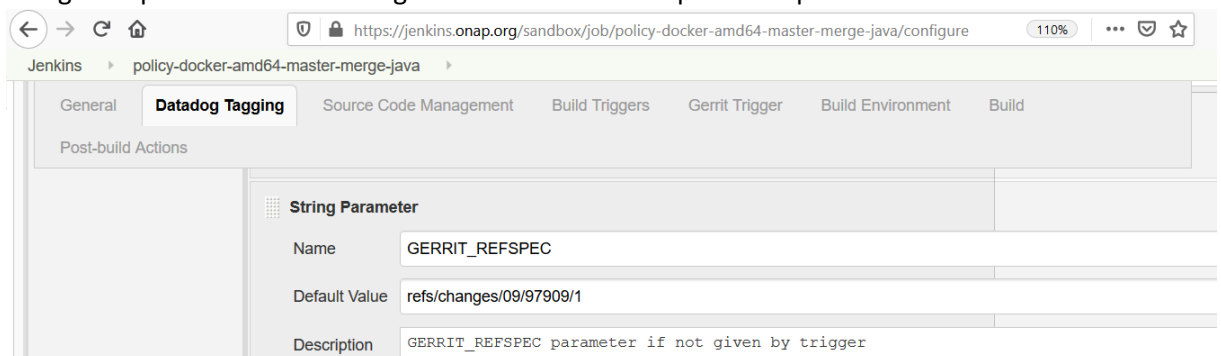 https://jenkins.onap.org/sandbox/job/policy-docker-amd64-master-merge-java/configure 110%
Jenkins policy-docker-amd64-master-merge-java
General Datadog Tagging Source Code Management Build Triggers Gerrit Trigger Build Environment Build
Post-build Actions
String Parameter
Name GERRIT_REFSPEC
Default Value refs/changes/09/97909/1
Description GERRIT_REFSPEC parameter if not given by trigger